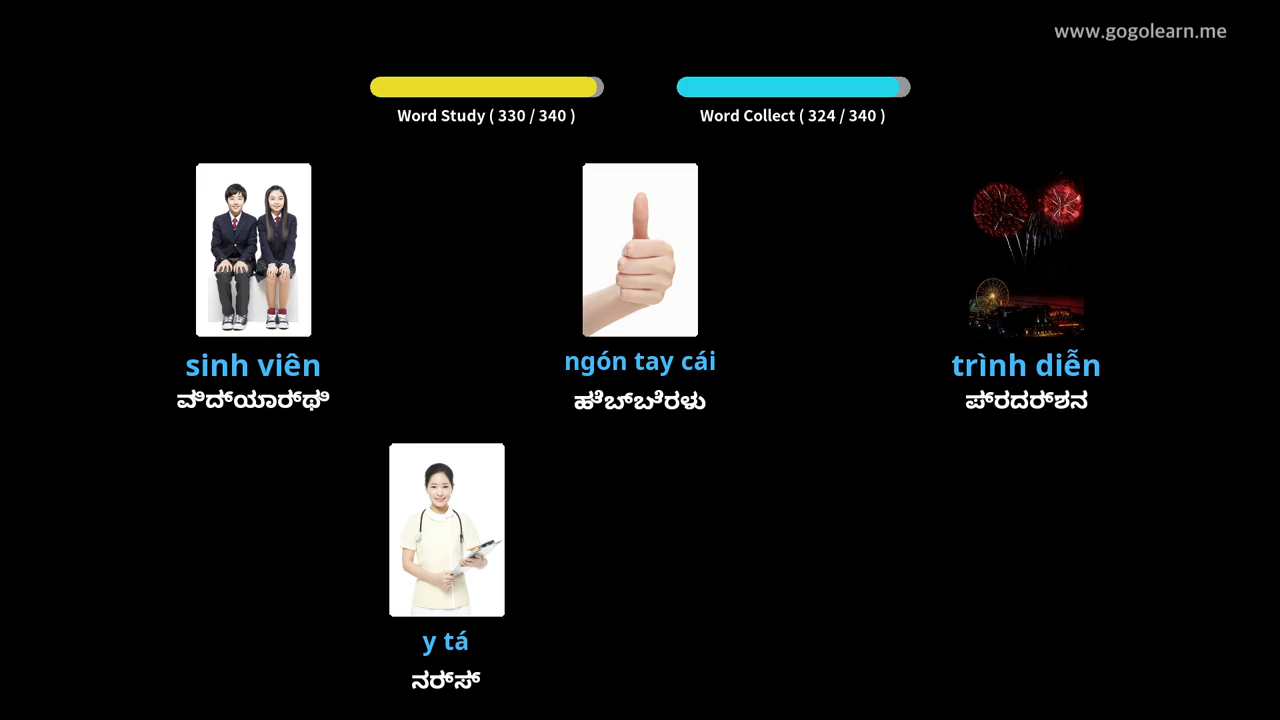 www.gogolearn.me
Word Study ( 330 / 340 )
Word Collect ( 324 / 340 )
sinh viên
ವಿದ್ಯಾರ್ಥಿ
ngón tay cái
ಹೆಬ್ಬೆರಳು
trình diễn
ಪ್ರದರ್ಶನ
y tá
ನರ್ಸ್